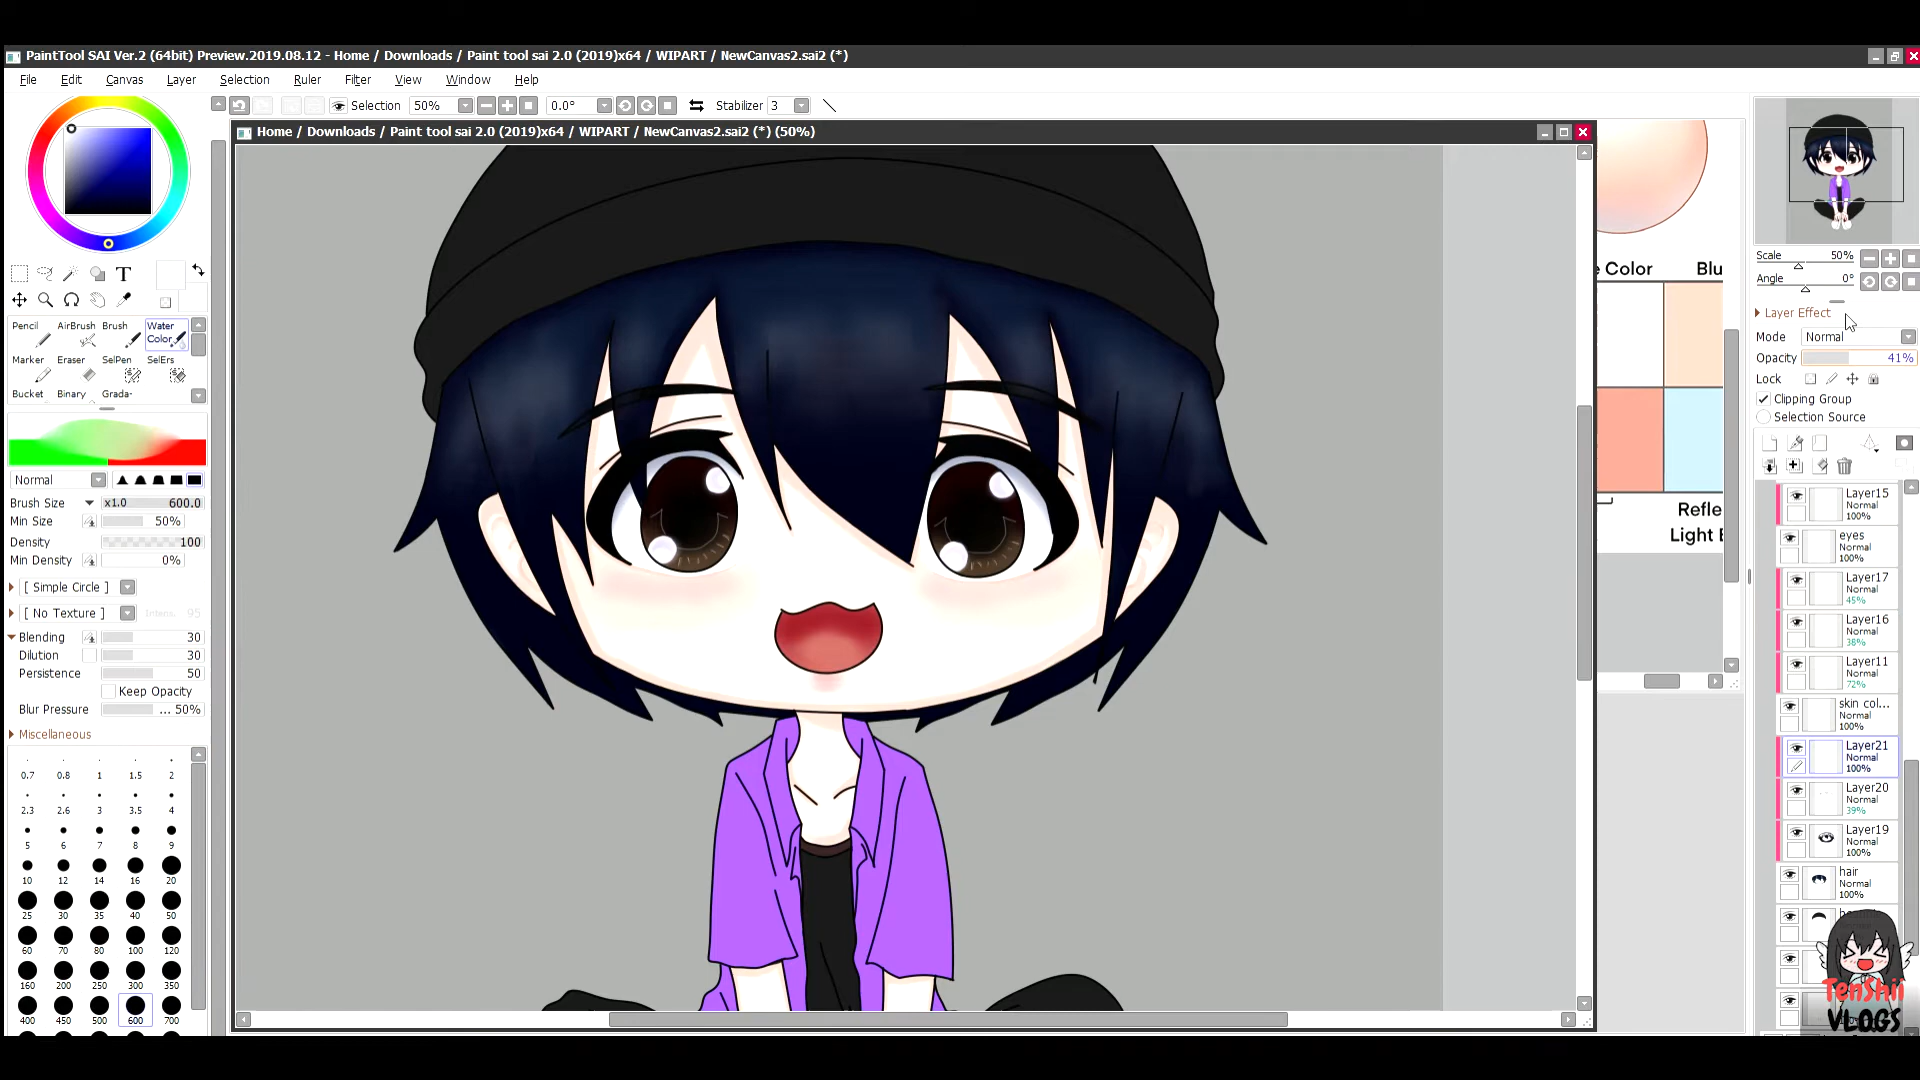 PaintTool SAI Ver.2 (64bit) Preview.2019.08.12 - Home / Downloads / Paint tool sai 2.0 (2019)x64 / WIPART / NewCanvas2.sai2 (*)
File Edit Canvas Layer Selection Ruler Filter View Window Help
Selection 50% 0.0° Stabilizer 3
Home / Downloads / Paint tool sai 2.0 (2019)x64 / WIPART / NewCanvas2.sai2 (*) (50%)
T
Pencil AirBrush Brush Water Color
Marker Eraser SelPen SelErs
Bucket Binary Grada-
Normal
Brush Size x1.0 600.0
Min Size 50%
Density 100
Min Density 0%
[ Simple Circle ]
[ No Texture ] Intens. 95
Blending 30
Dilution 30
Persistence 50
Keep Opacity
Blur Pressure ... 50%
Miscellaneous
0.7 0.8 1 1.5 2
2.3 2.6 3 3.5 4
5 6 7 8 9
10 12 14 16 20
25 30 35 40 50
60 70 80 100 120
160 200 250 300 350
400 450 500 600 700
e Color Blu
Refle
Light E
Scale 50%
Angle 0°
Layer Effect
Mode Normal
Opacity 41%
Lock
Clipping Group
Selection Source
Layer15
Normal
100%
eyes
Normal
100%
Layer17
Normal
45%
Layer16
Normal
38%
Layer11
Normal
72%
skin col...
Normal
100%
Layer21
Normal
100%
Layer20
Normal
39%
Layer19
Normal
100%
hair
Normal
100%
TenShii
VLOGS